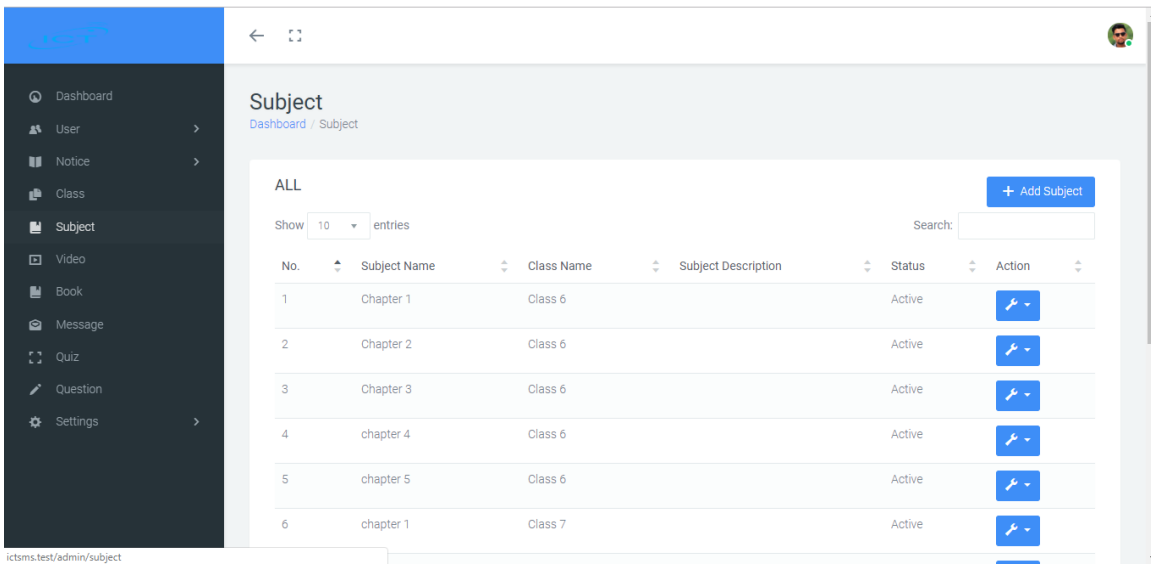 Dashboard
User
Notice
Class
Subject
Video
Book
Message
Quiz
Question
Settings
Subject
Dashboard / Subject
ALL
+ Add Subject
Show 10 entries
Search:
No. Subject Name Class Name Subject Description Status Action
1 Chapter 1 Class 6 Active
2 Chapter 2 Class 6 Active
3 Chapter 3 Class 6 Active
4 chapter 4 Class 6 Active
5 chapter 5 Class 6 Active
6 chapter 1 Class 7 Active
ictsms.test/admin/subject